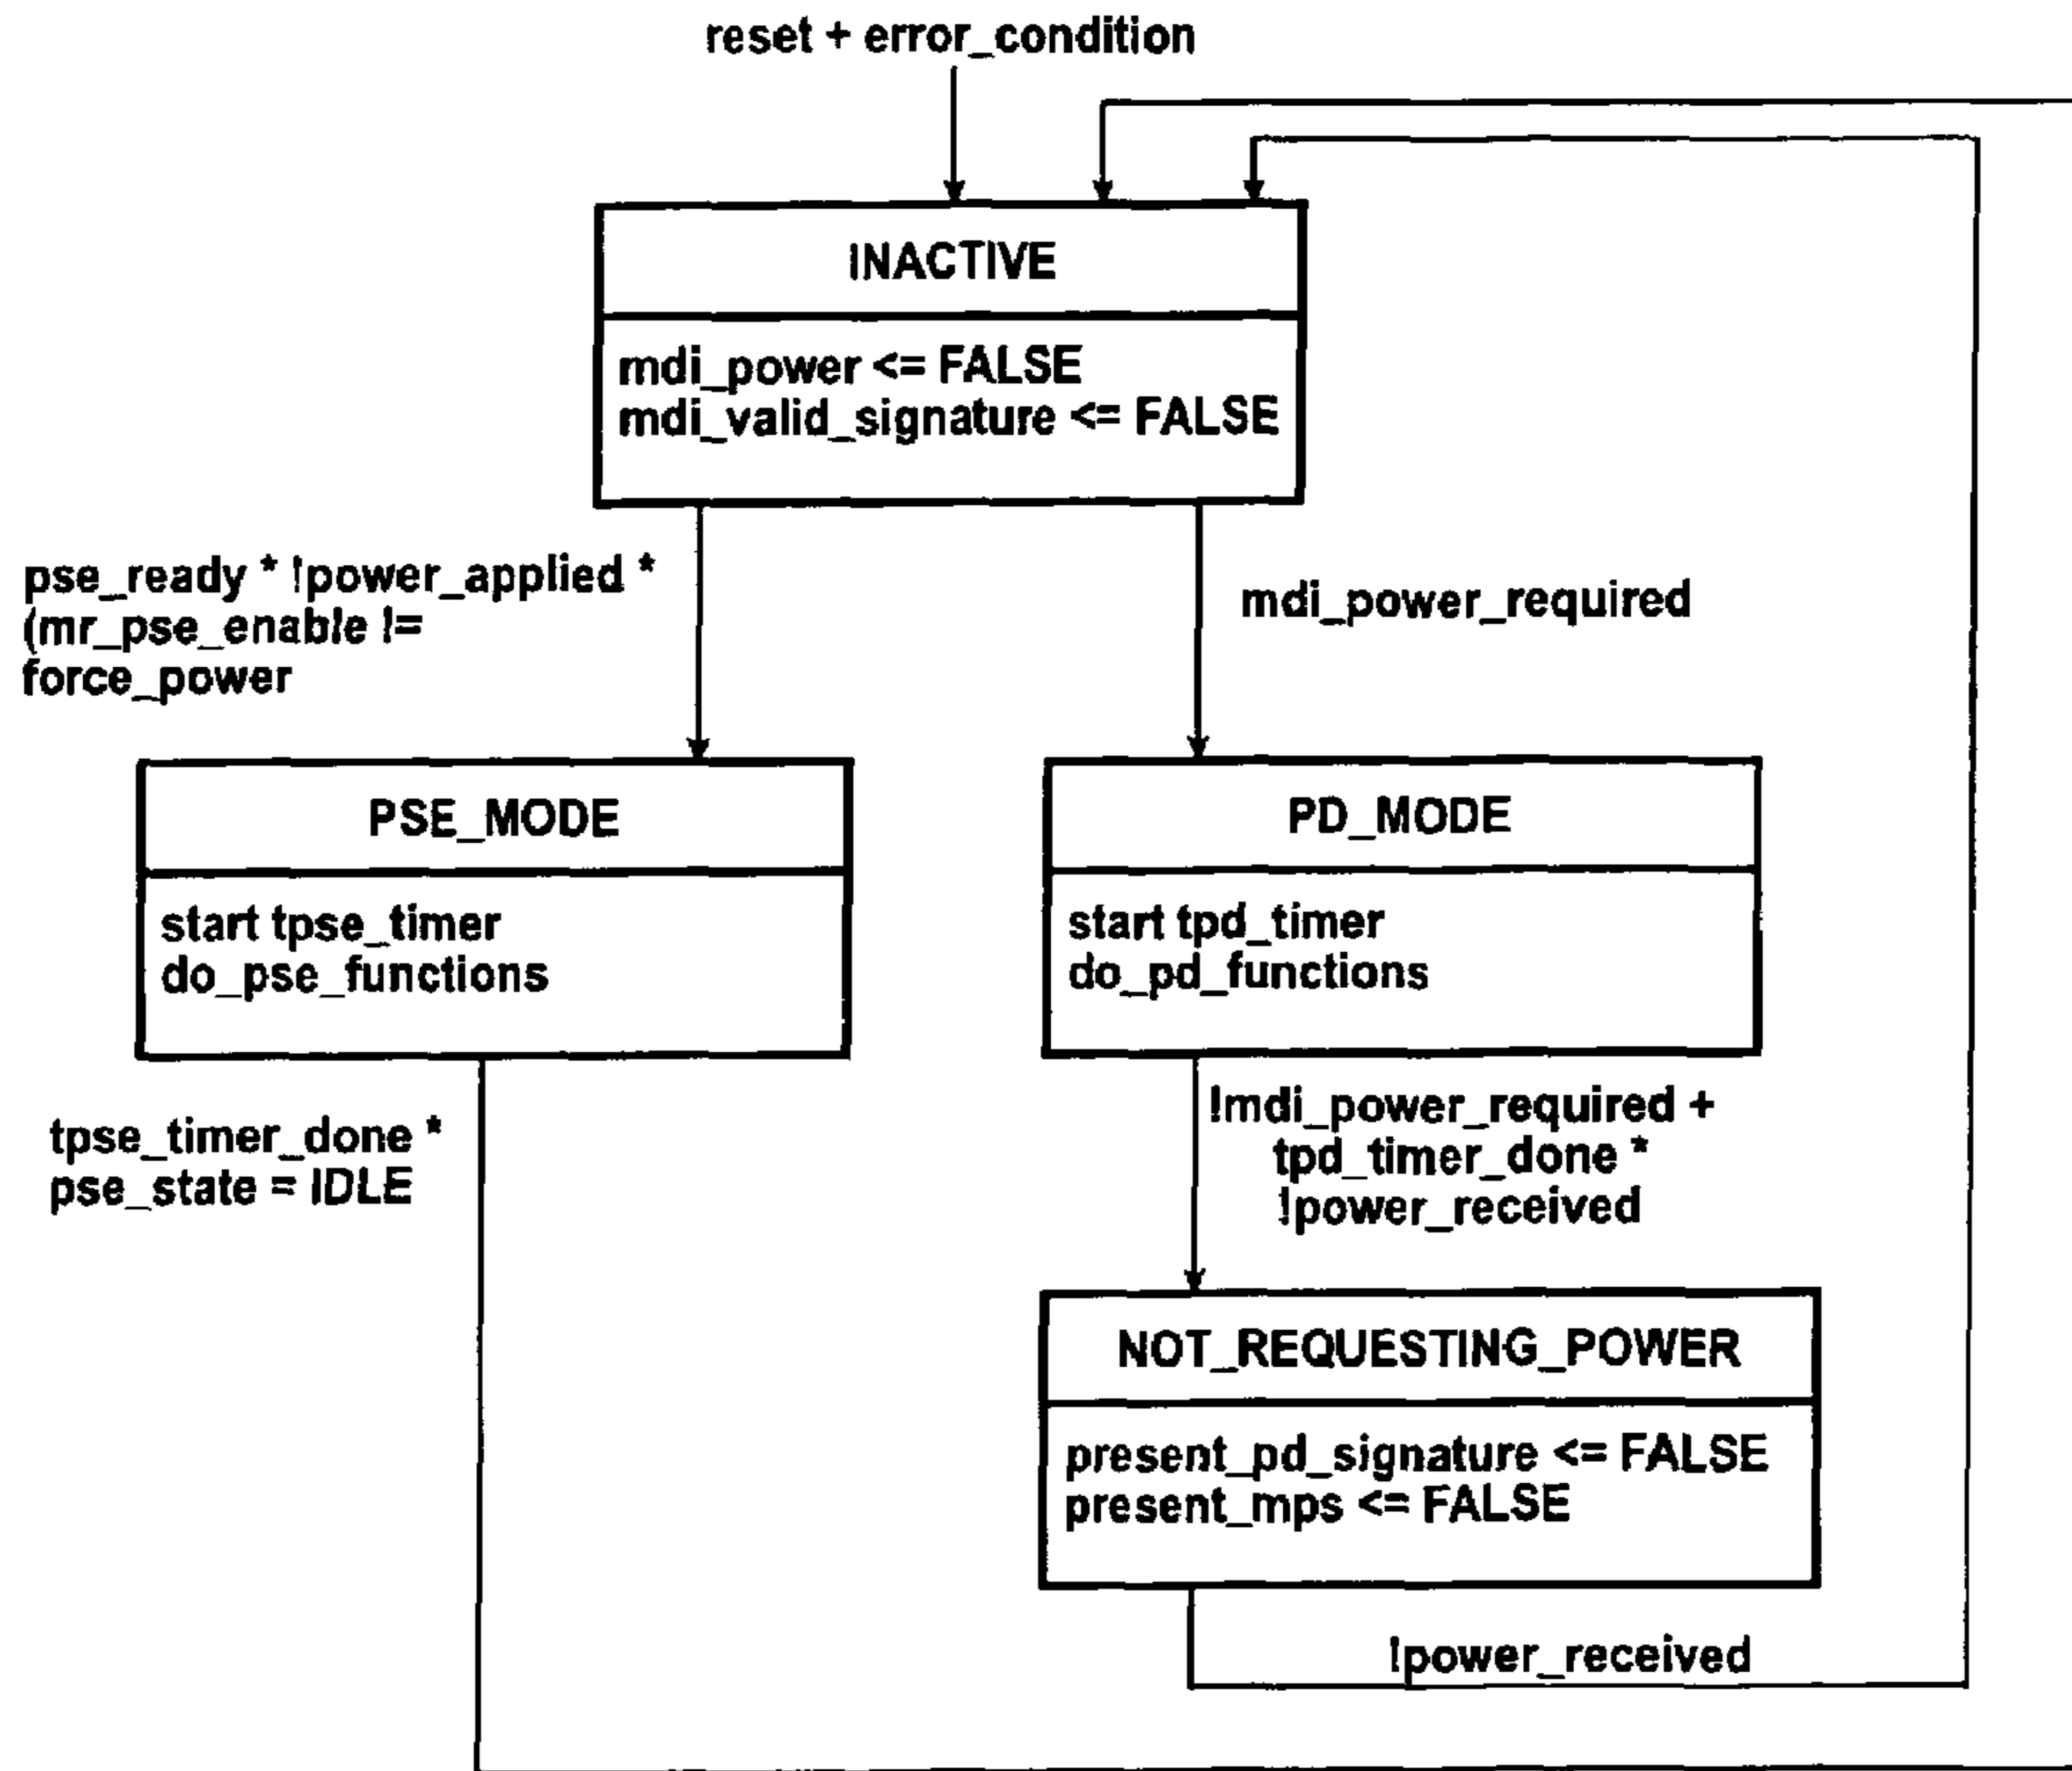 reset + error_condition
INACTIVE
mdi_power <= FALSE
mdi_valid_signature <= FALSE
pse_ready * !power_applied *
(mr_pse_enable !=
force_power
mdi_power_required
PSE_MODE
start tpse_timer
do_pse_functions
PD_MODE
start tpd_timer
do_pd_functions
tpse_timer_done *
pse_state = IDLE
!mdi_power_required +
tpd_timer_done *
!power_received
NOT_REQUESTING_POWER
present_pd_signature <= FALSE
present_mps <= FALSE
!power_received